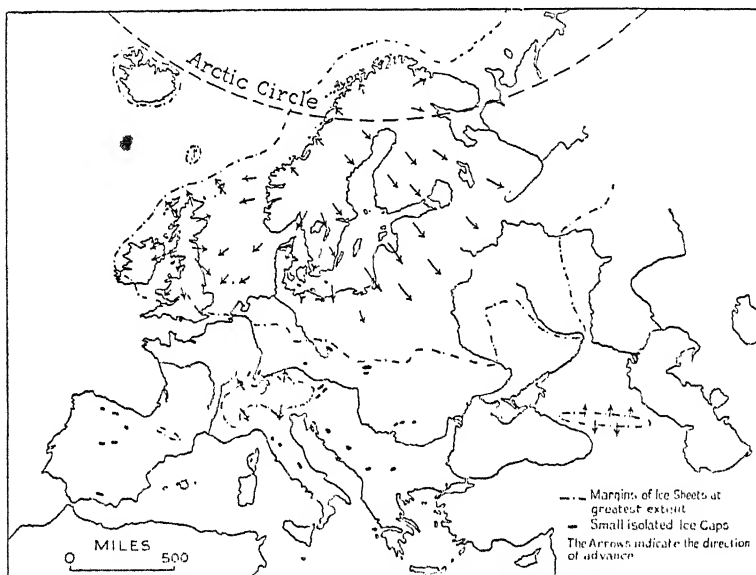 Arctic Circle
Margins of Ice Sheets at
greatest extent
Small isolated Ice Caps
The Arrows indicate the direction
of advance
MILES
0 500